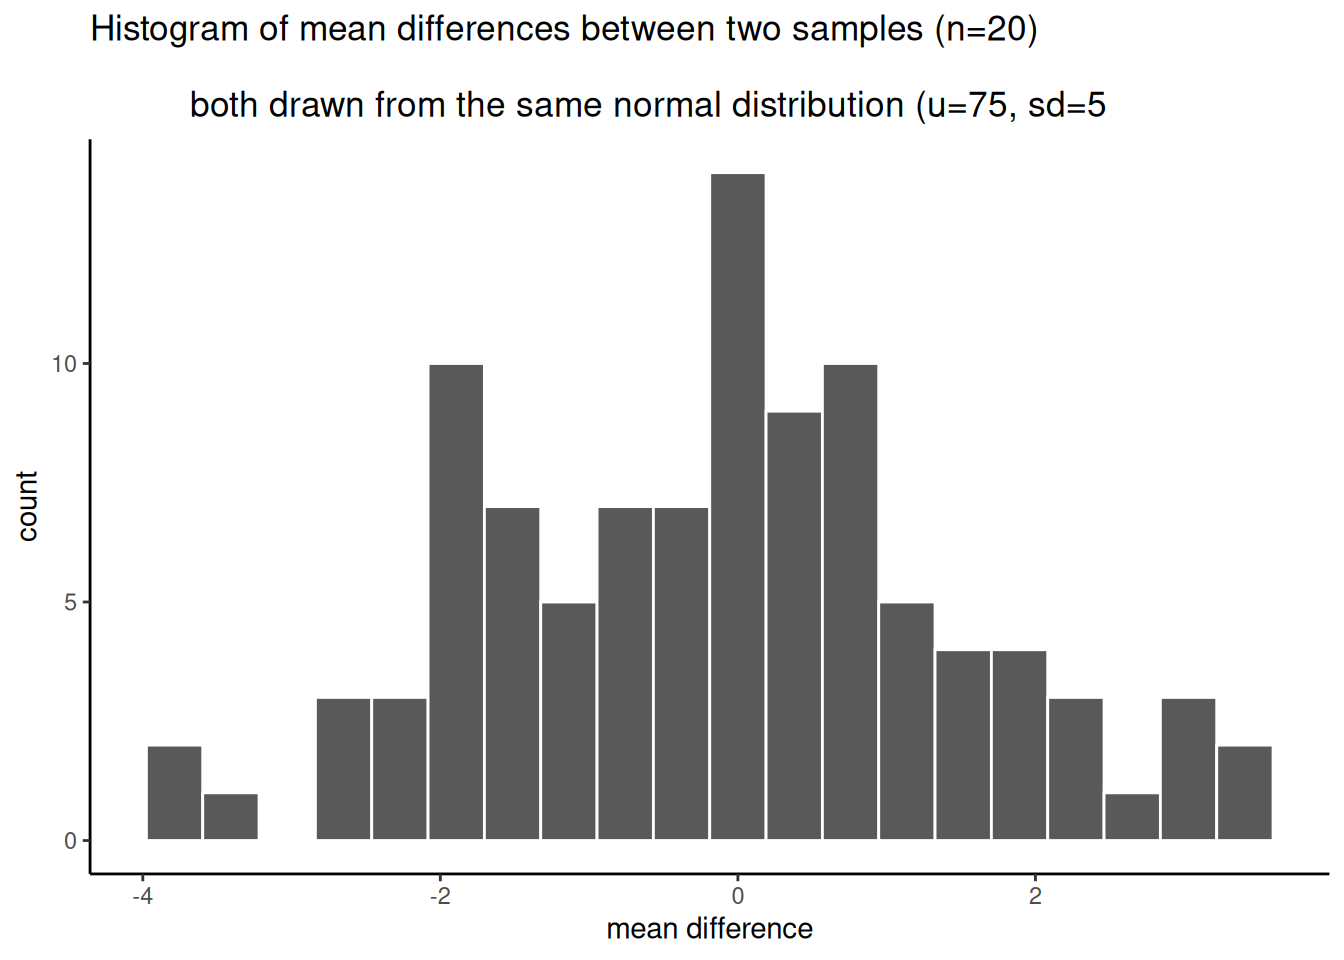 Histogram of mean differences between two samples (n=20)
both drawn from the same normal distribution (u=75, sd=5
10
5
0
count
-4
-2
0
2
mean difference